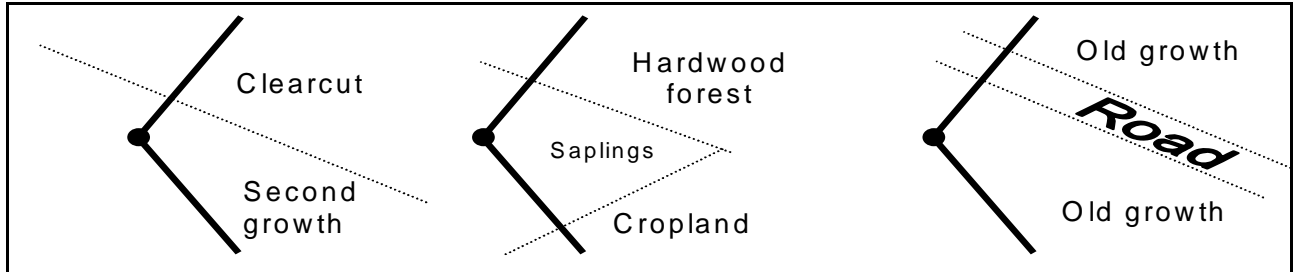 Clearcut
Second
growth
Hardwood
forest
Saplings
Cropland
Old growth
Road
Old growth